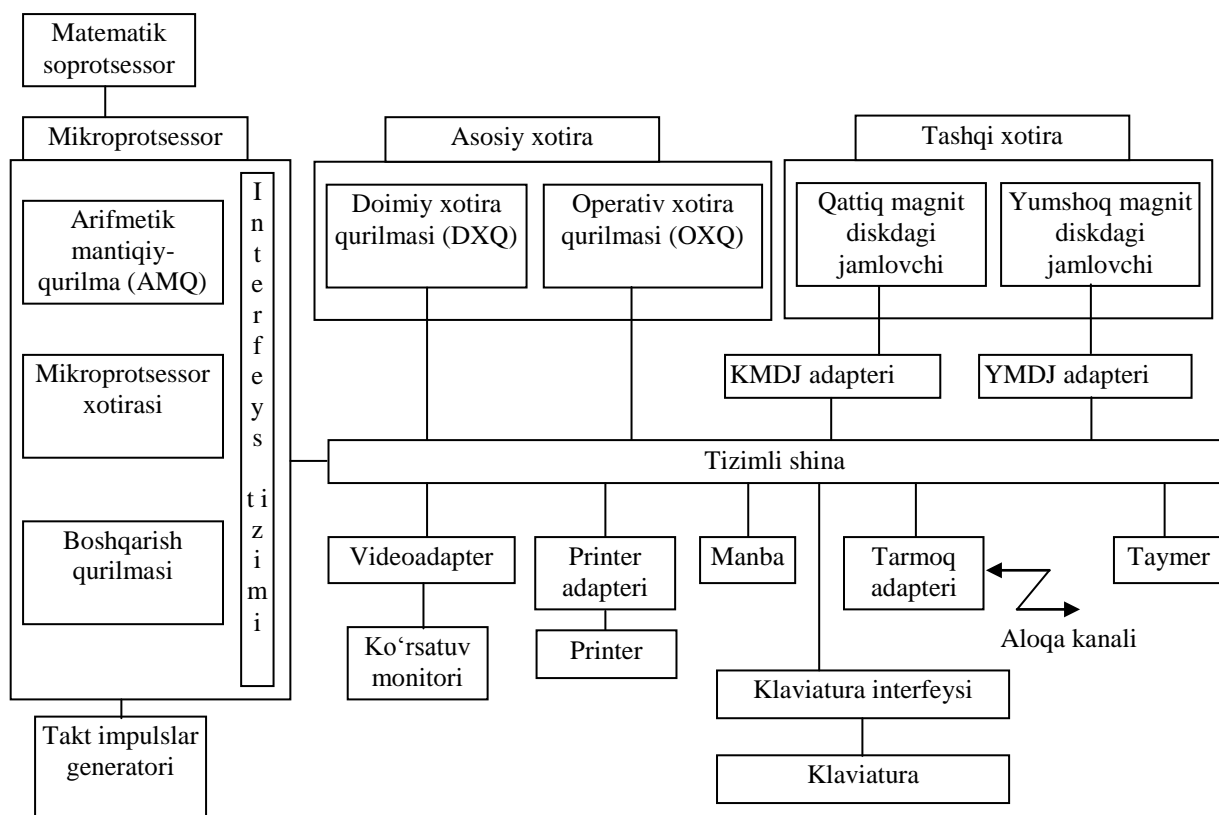 Matematik
soprotsessor
Mikroprotsessor
Arifmetik
mantiqiy-
qurilma (AMQ)
Mikroprotsessor
xotirasi
Boshqarish
qurilmasi
I
n
t
e
r
f
e
y
s
t i
z
i
m
i
Takt impulslar
generatori
Asosiy xotira
Doimiy xotira
qurilmasi (DXQ)
Operativ xotira
qurilmasi (OXQ)
Tashqi xotira
Qattiq magnit
diskdagi
jamlovchi
Yumshoq magnit
diskdagi
jamlovchi
KMDJ adapteri
YMDJ adapteri
Tizimli shina
Videoadapter
Ko‘rsatuv
monitori
Printer
adapteri
Printer
Manba
Tarmoq
adapteri
Aloqa kanali
Taymer
Klaviatura interfeysi
Klaviatura